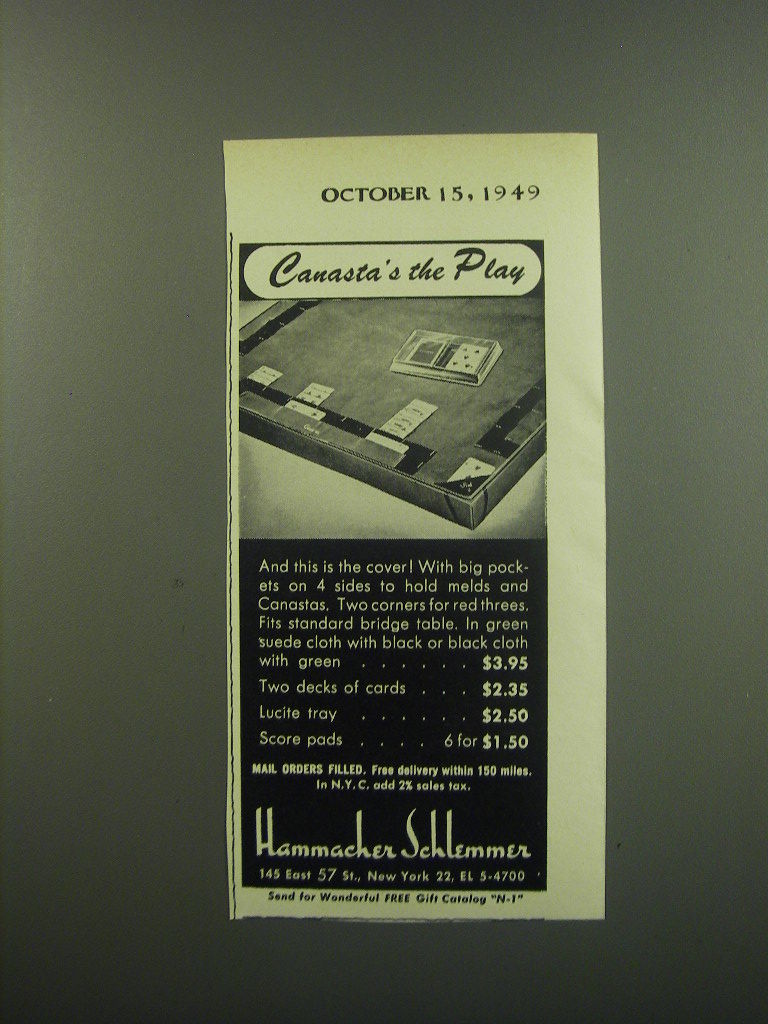 OCTOBER 15, 1949
Canasta's the Play
And this is the cover! With big pock-
ets on 4 sides to hold melds and
Canastas. Two corners for red threes.
Fits standard bridge table. In green
suede cloth with black or black cloth
with green . . . . . . $3.95
Two decks of cards . . . $2.35
Lucite tray . . . . . . $2.50
Score pads . . . . 6 for $1.50
MAIL ORDERS FILLED. Free delivery within 150 miles.
In N.Y.C. add 2% sales tax.
Hammacher Schlemmer
145 East 57 St., New York 22, EL 5-4700
Send for Wonderful FREE Gift Catalog "N-1"